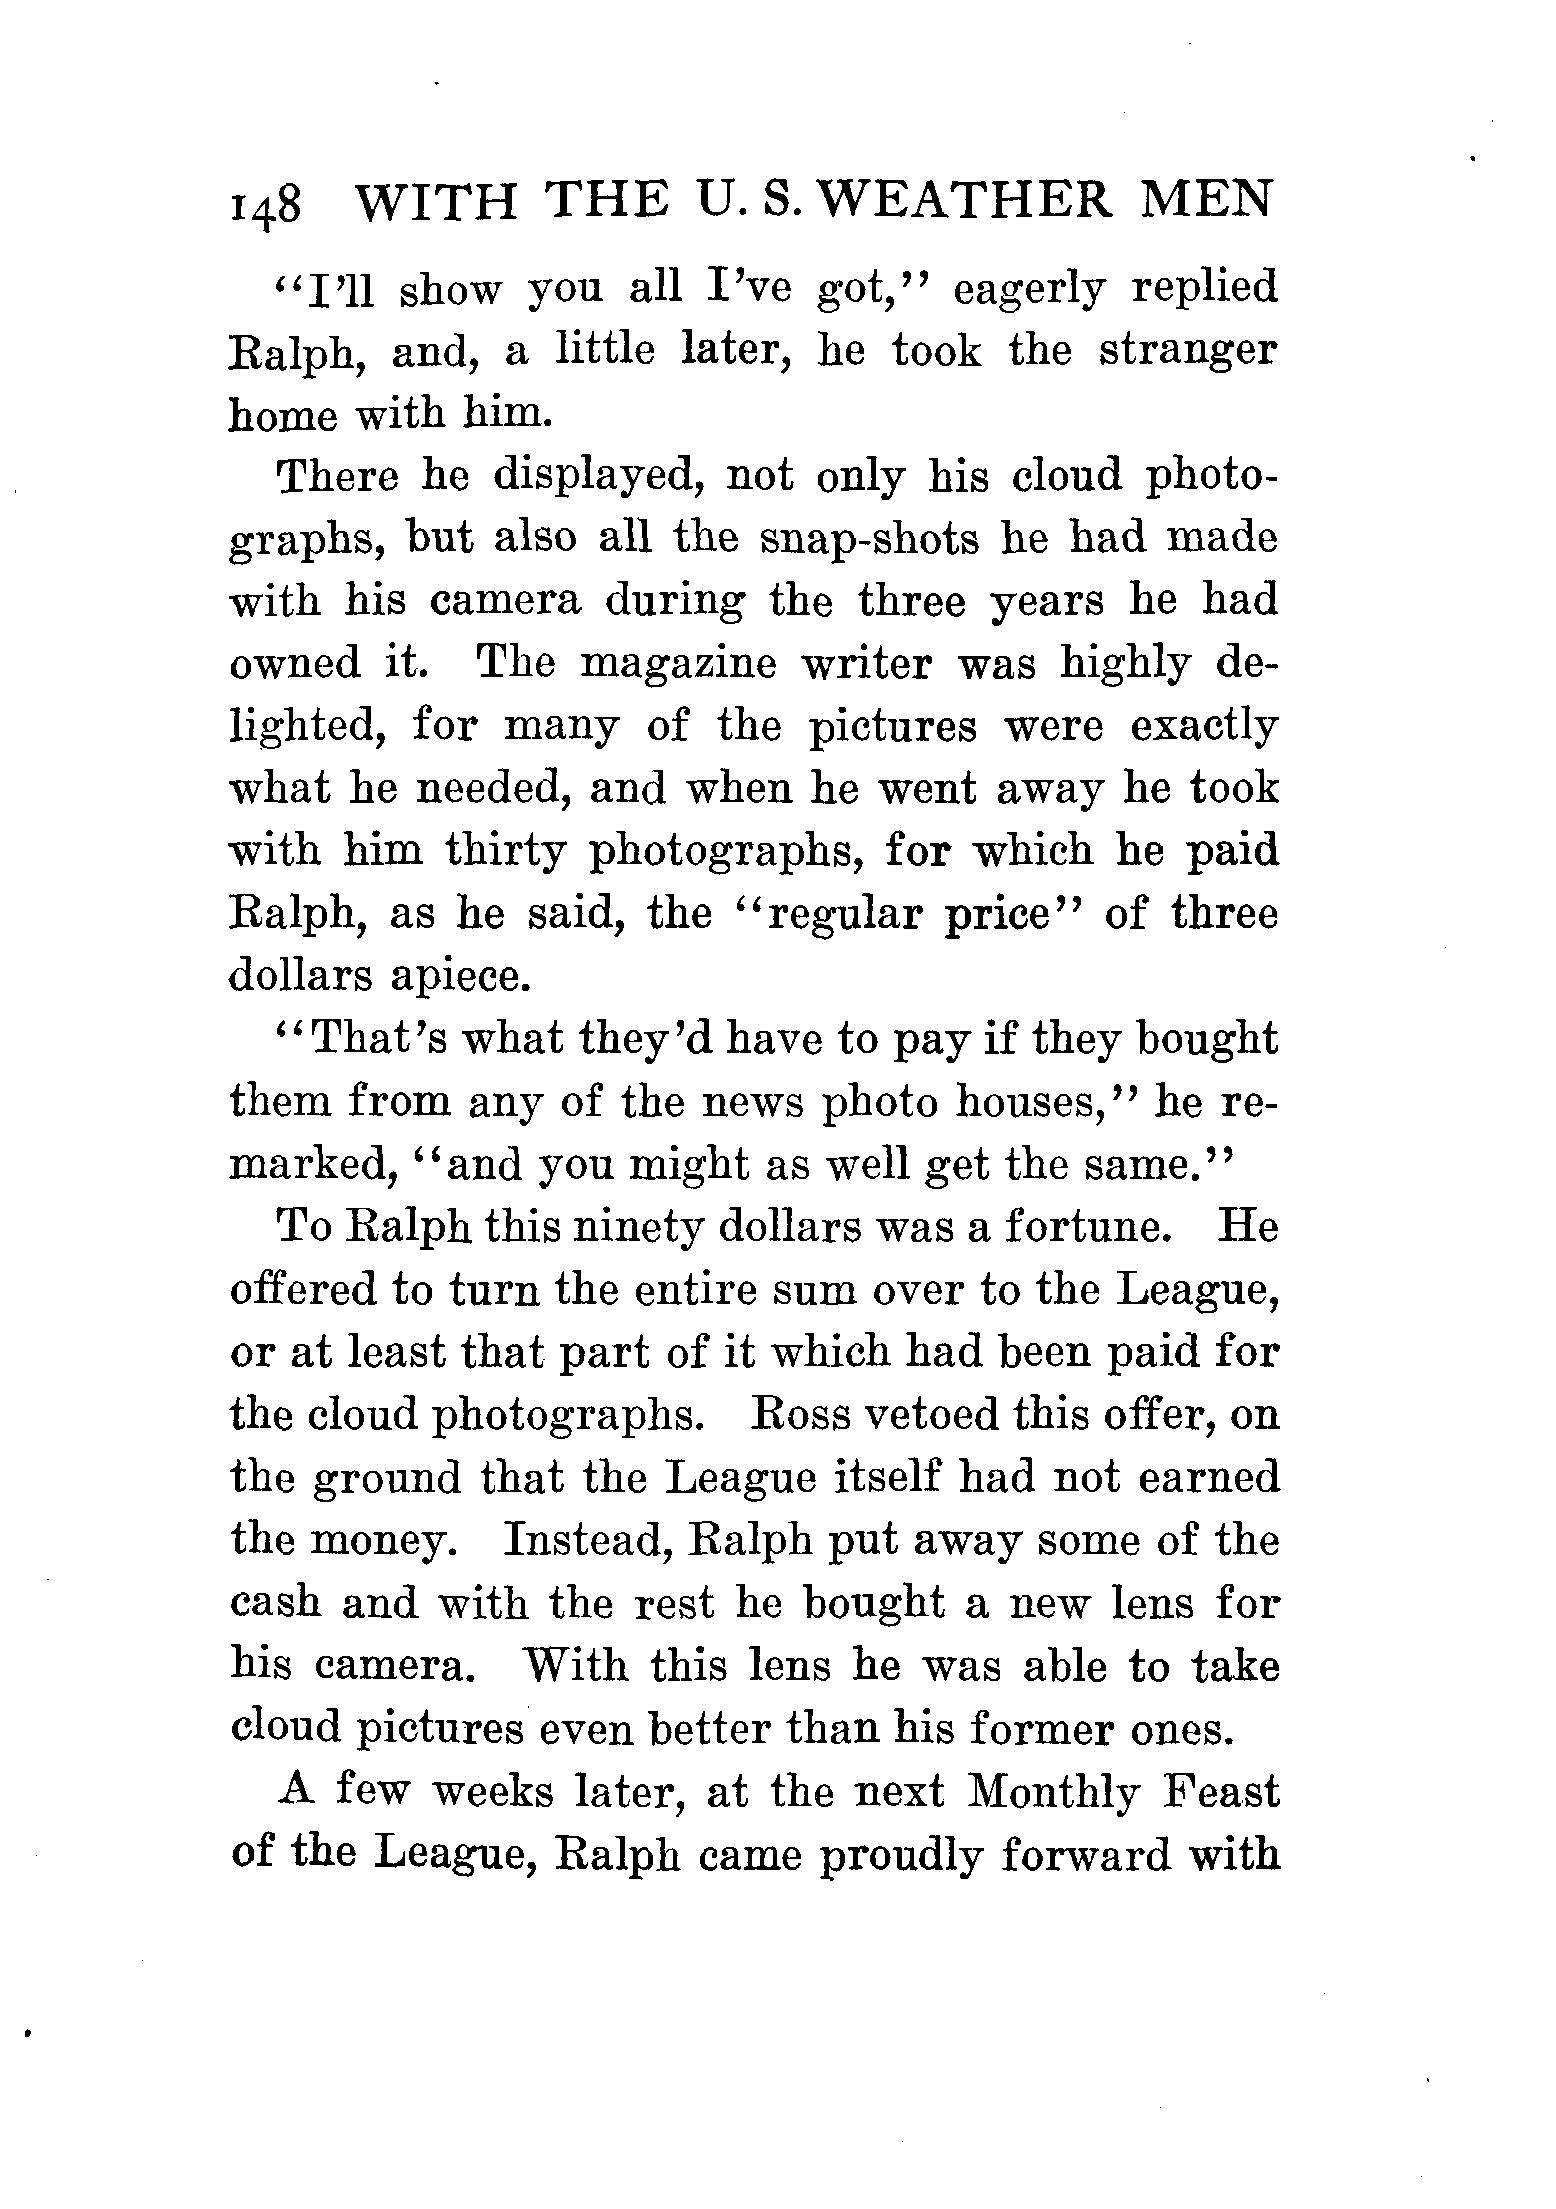 148 WITH THE U. S. WEATHER MEN
"I'll show you all I've got," eagerly replied
Ralph, and, a little later, he took the stranger
home with him.
There he displayed, not only his cloud photo-
graphs, but also all the snap-shots he had made
with his camera during the three years he had
owned it. The magazine writer was highly de-
lighted, for many of the pictures were exactly
what he needed, and when he went away he took
with him thirty photographs, for which he paid
Ralph, as he said, the "regular price" of three
dollars apiece.
"That's what they'd have to pay if they bought
them from any of the news photo houses," he re-
marked, "and you might as well get the same."
To Ralph this ninety dollars was a fortune. He
offered to turn the entire sum over to the League,
or at least that part of it which had been paid for
the cloud photographs. Ross vetoed this offer, on
the ground that the League itself had not earned
the money. Instead, Ralph put away some of the
cash and with the rest he bought a new lens for
his camera. With this lens he was able to take
cloud pictures even better than his former ones.
A few weeks later, at the next Monthly Feast
of the League, Ralph came proudly forward with